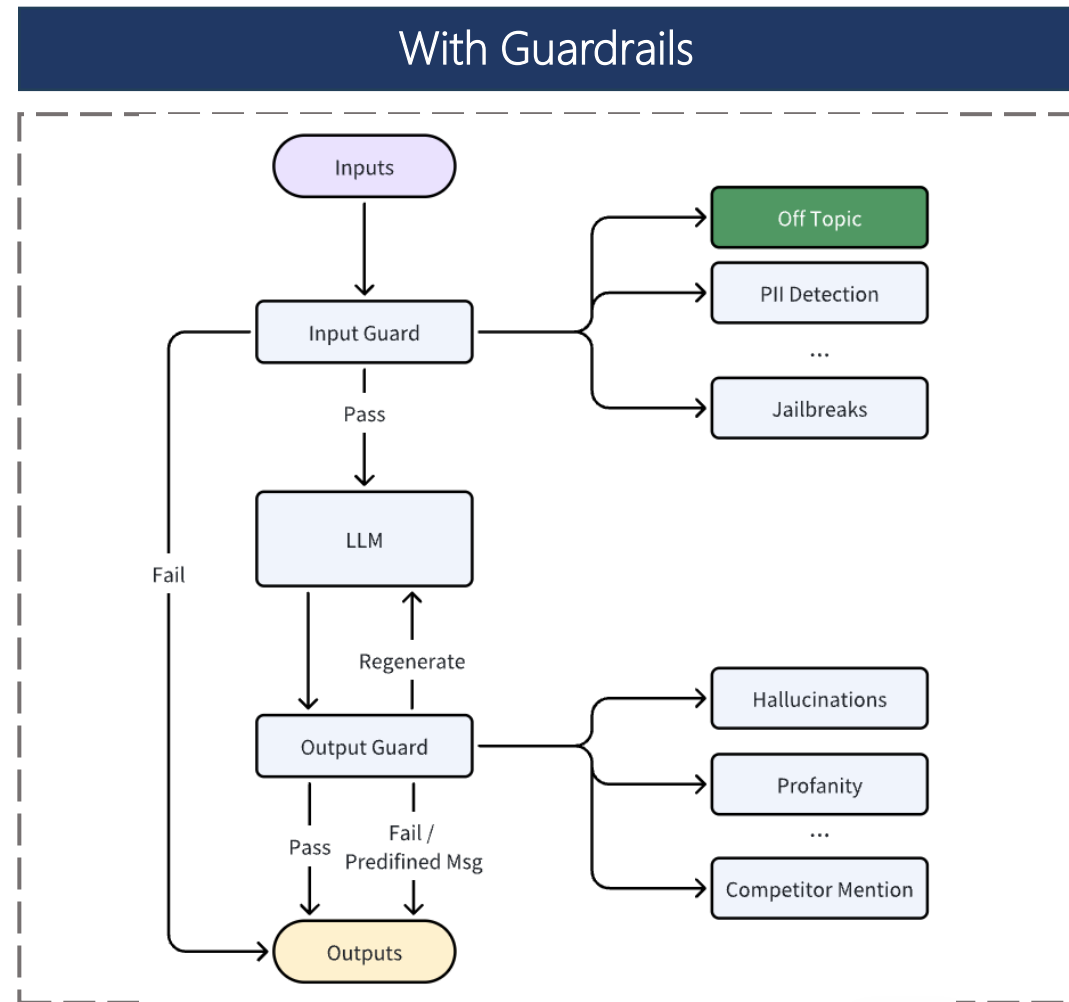 With Guardrails
Inputs
Off Topic
PII Detection
Input Guard
...
Jailbreaks
Pass
LLM
Fail
Regenerate
Hallucinations
Output Guard
Profanity
...
Pass
Fail /
Predifined Msg
Competitor Mention
Outputs